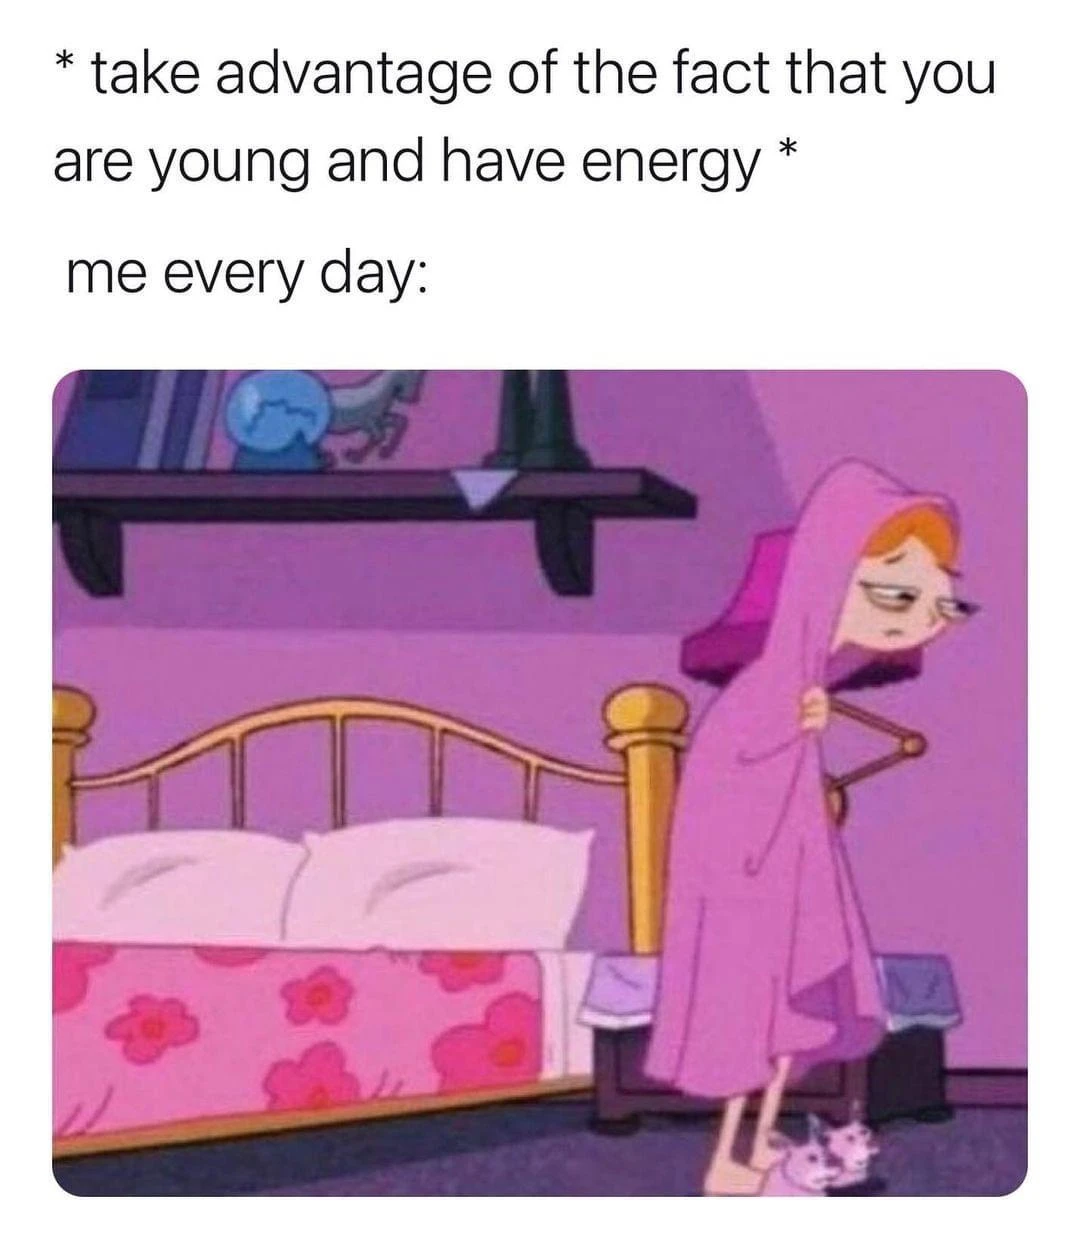 * take advantage of the fact that you
are young and have energy *
me every day: